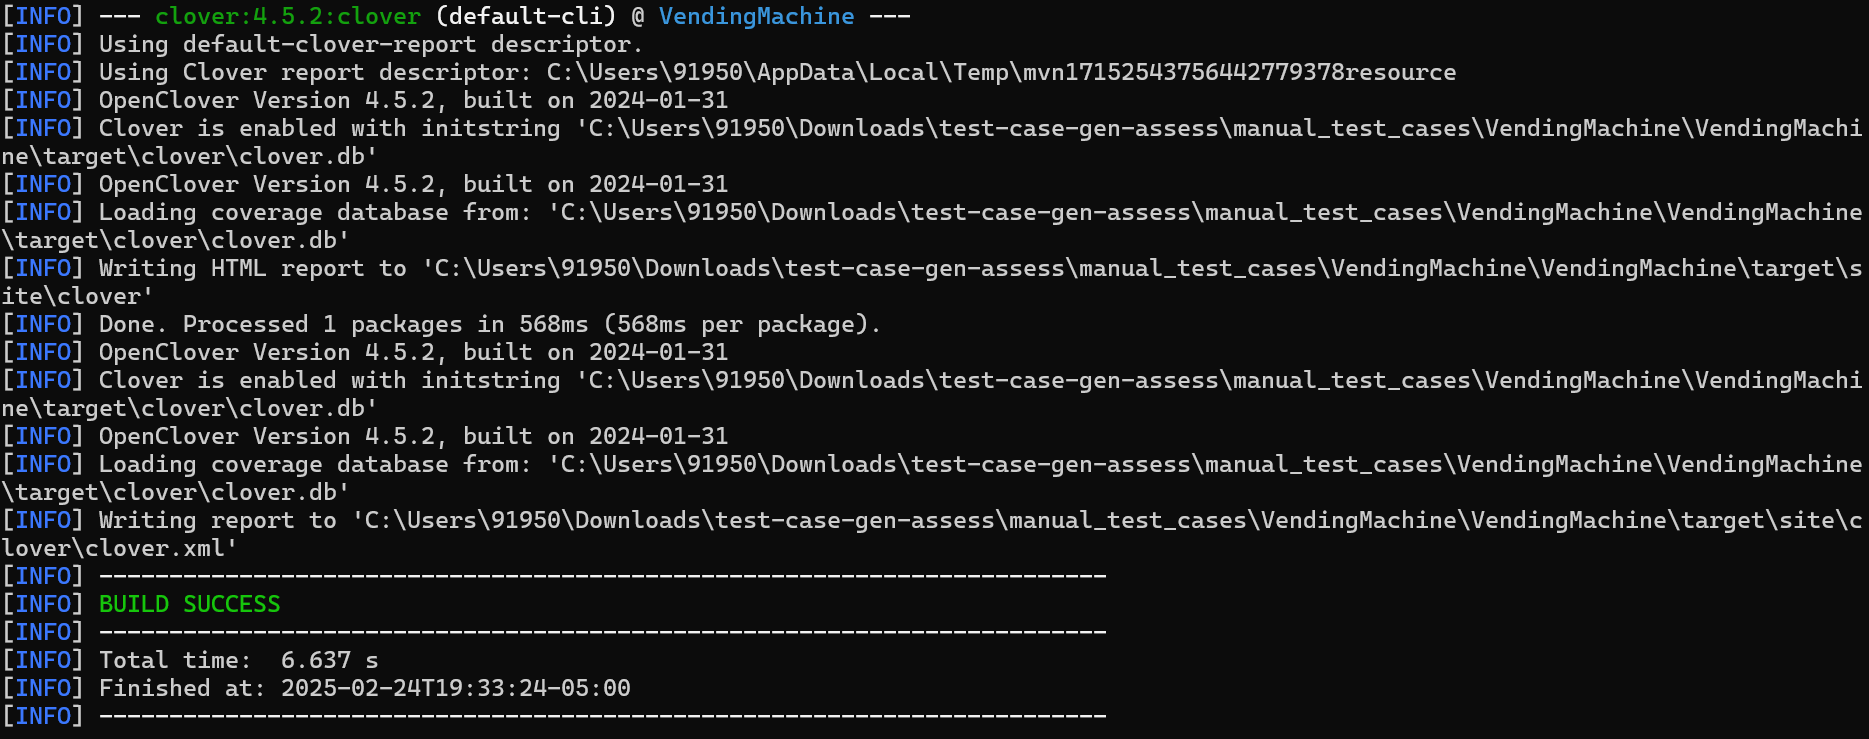 [INFO] --- clover:4.5.2:clover (default-cli) @ VendingMachine ---
[INFO] Using default-clover-report descriptor.
[INFO] Using Clover report descriptor: C:\Users\91950\AppData\Local\Temp\mvn17152543756442779378resource
[INFO] OpenClover Version 4.5.2, built on 2024-01-31
[INFO] Clover is enabled with initstring 'C:\Users\91950\Downloads\test-case-gen-assess\manual_test_cases\VendingMachine\VendingMachi
ne\target\clover\clover.db'
[INFO] OpenClover Version 4.5.2, built on 2024-01-31
[INFO] Loading coverage database from: 'C:\Users\91950\Downloads\test-case-gen-assess\manual_test_cases\VendingMachine\VendingMachine
\target\clover\clover.db'
[INFO] Writing HTML report to 'C:\Users\91950\Downloads\test-case-gen-assess\manual_test_cases\VendingMachine\VendingMachine\target\s
ite\clover'
[INFO] Done. Processed 1 packages in 568ms (568ms per package).
[INFO] OpenClover Version 4.5.2, built on 2024-01-31
[INFO] Clover is enabled with initstring 'C:\Users\91950\Downloads\test-case-gen-assess\manual_test_cases\VendingMachine\VendingMachi
ne\target\clover\clover.db'
[INFO] OpenClover Version 4.5.2, built on 2024-01-31
[INFO] Loading coverage database from: 'C:\Users\91950\Downloads\test-case-gen-assess\manual_test_cases\VendingMachine\VendingMachine
\target\clover\clover.db'
[INFO] Writing report to 'C:\Users\91950\Downloads\test-case-gen-assess\manual_test_cases\VendingMachine\VendingMachine\target\site\c
lover\clover.xml'
[INFO] ------------------------------------------------------------------------
[INFO] BUILD SUCCESS
[INFO] ------------------------------------------------------------------------
[INFO] Total time:  6.637 s
[INFO] Finished at: 2025-02-24T19:33:24-05:00
[INFO] ------------------------------------------------------------------------